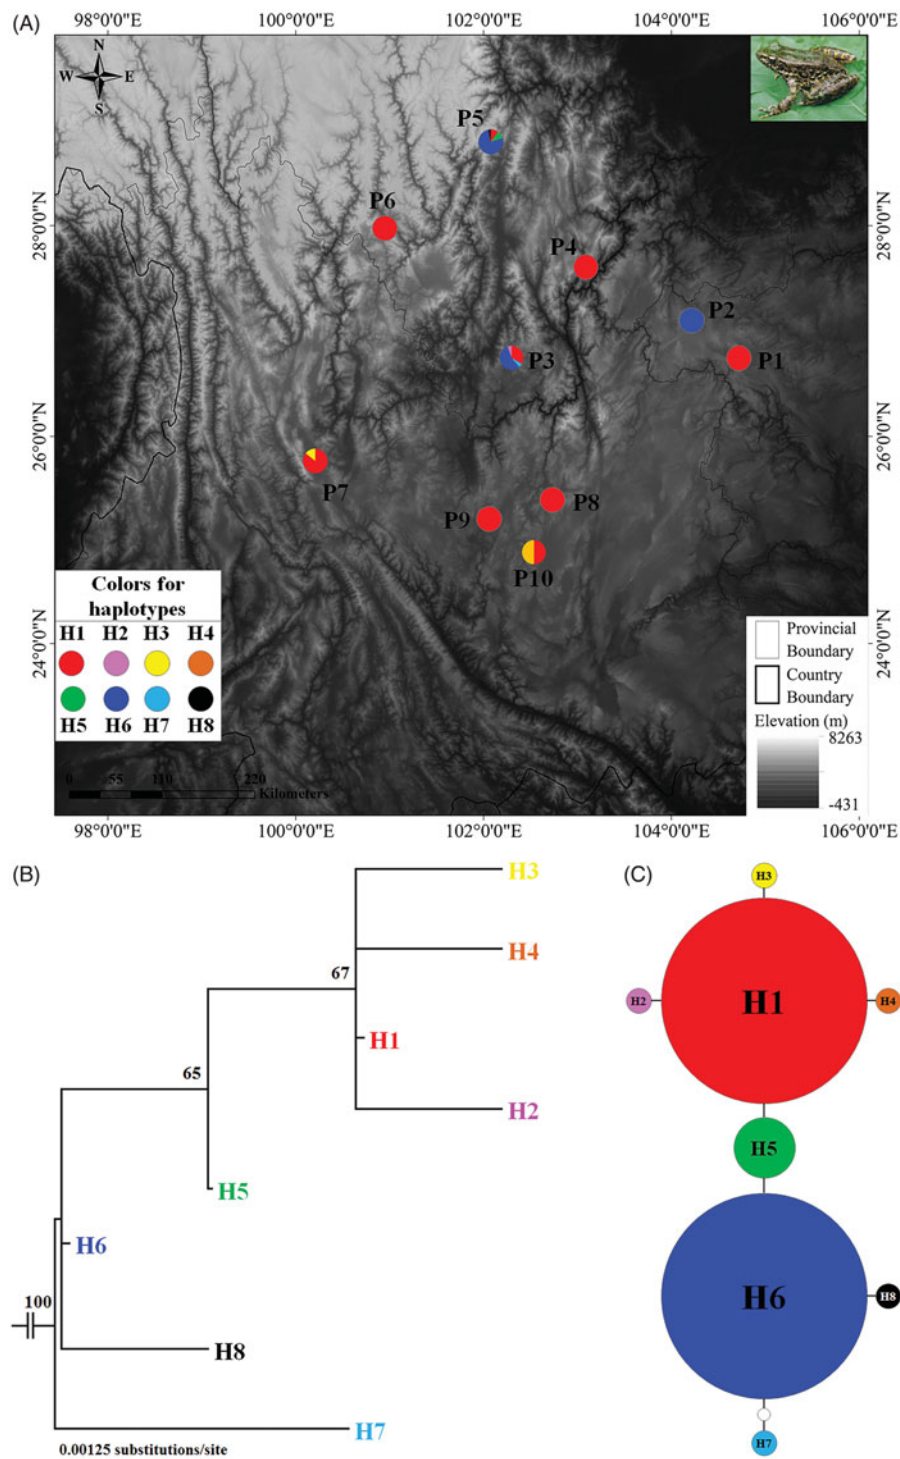 (A)
98°0'0"E 100°0'0"E 102°0'0"E 104°0'0"E 106°0'0"E
N
W E
S
P5
P6
28°0'0"N 28°0'0"N
P4
P2
P3
P1
26°0'0"N 26°0'0"N
P7
P8
P9
P10
Colors for
haplotypes
H1 H2 H3 H4
H5 H6 H7 H8
24°0'0"N 24°0'0"N
Provincial
Boundary
Country
Boundary
Elevation (m)
8263
-431
0 55 110 220
Kilometers
98°0'0"E 100°0'0"E 102°0'0"E 104°0'0"E 106°0'0"E
(B)
H3
H4
67
H1
65
H2
H5
H6
100
H8
H7
0.00125 substitutions/site
(C)
H3
H2 H1 H4
H5
H6 H8
H7